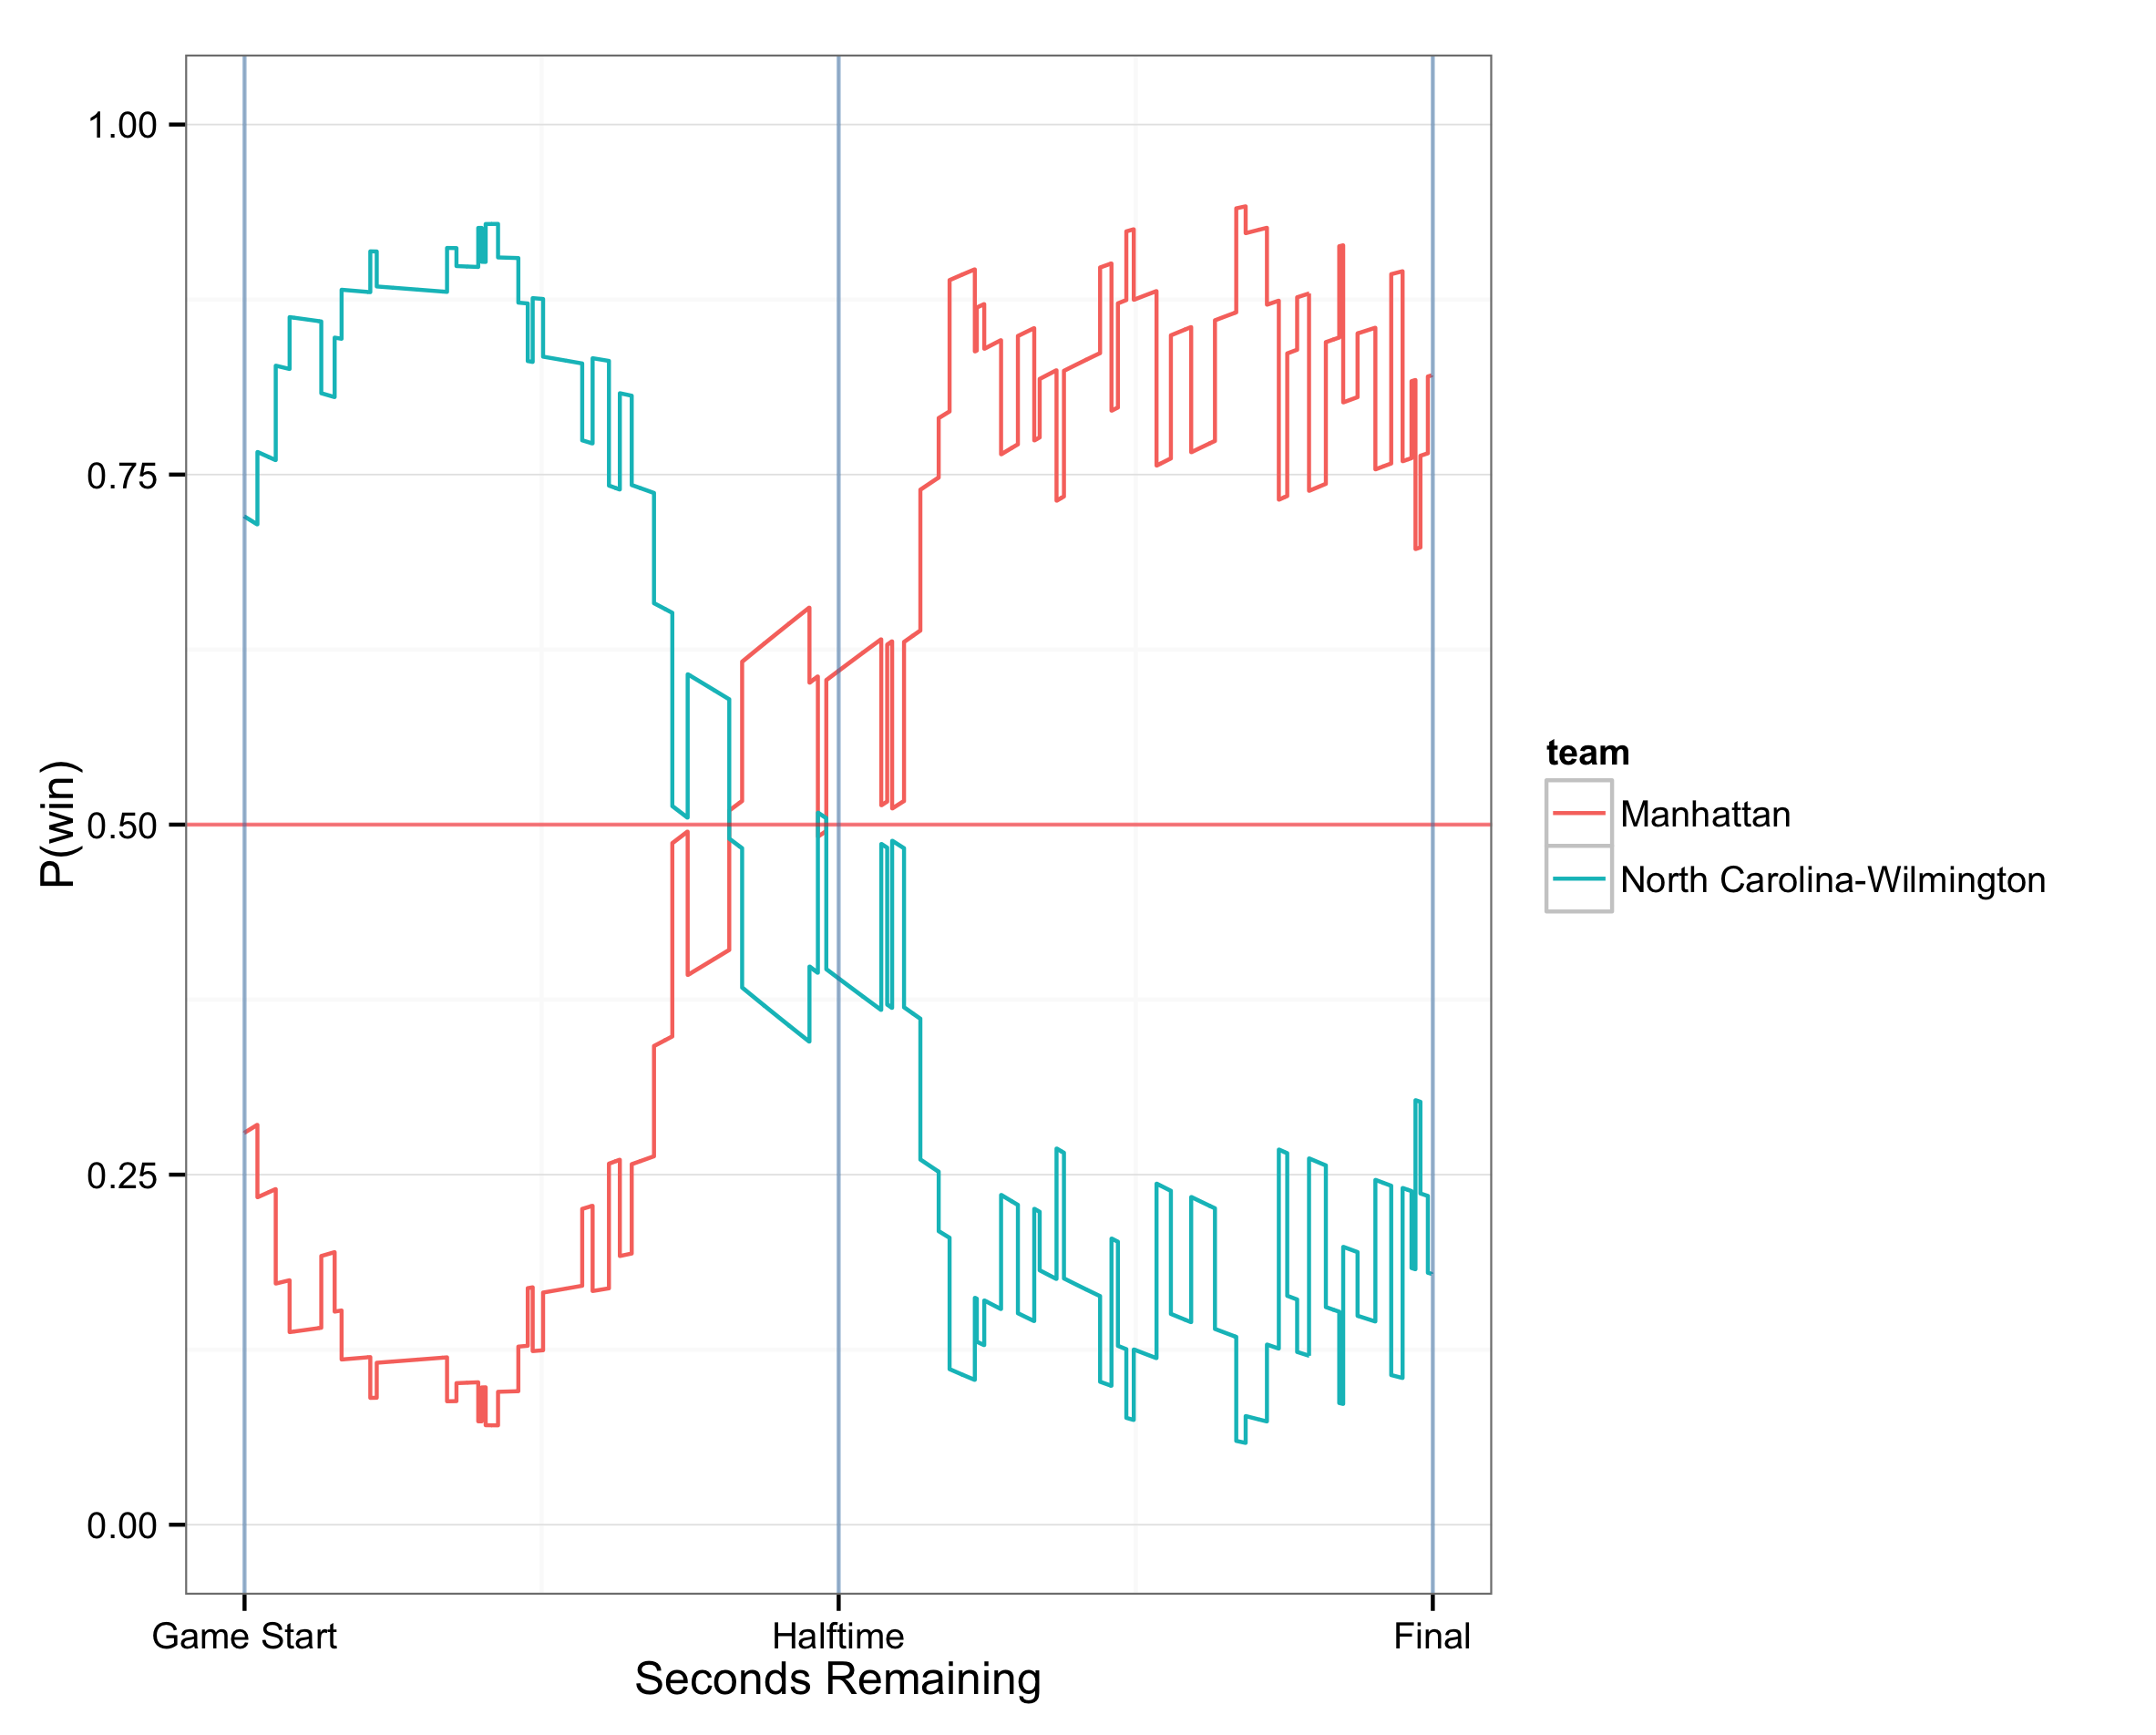 1.00
0.75
0.50
0.25
0.00
P(win)
Game Start
Halftime
Final
Seconds Remaining
team
Manhattan
North Carolina-Wilmington